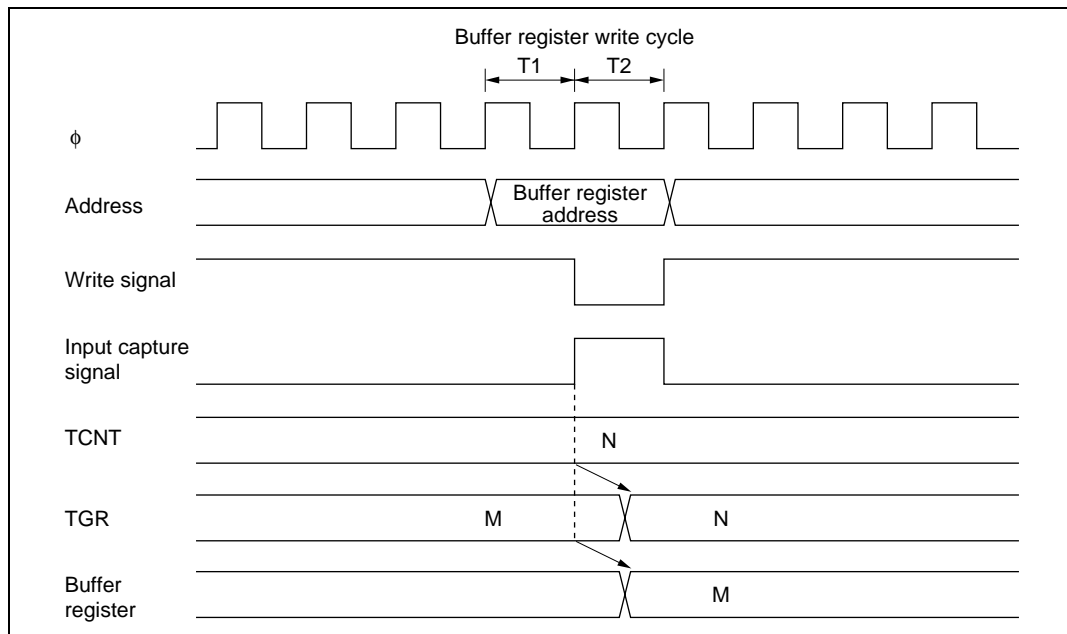 Buffer register write cycle
T1 T2
φ
Address
Buffer register
address
Write signal
Input capture
signal
TCNT
N
TGR
M N
Buffer
register
M